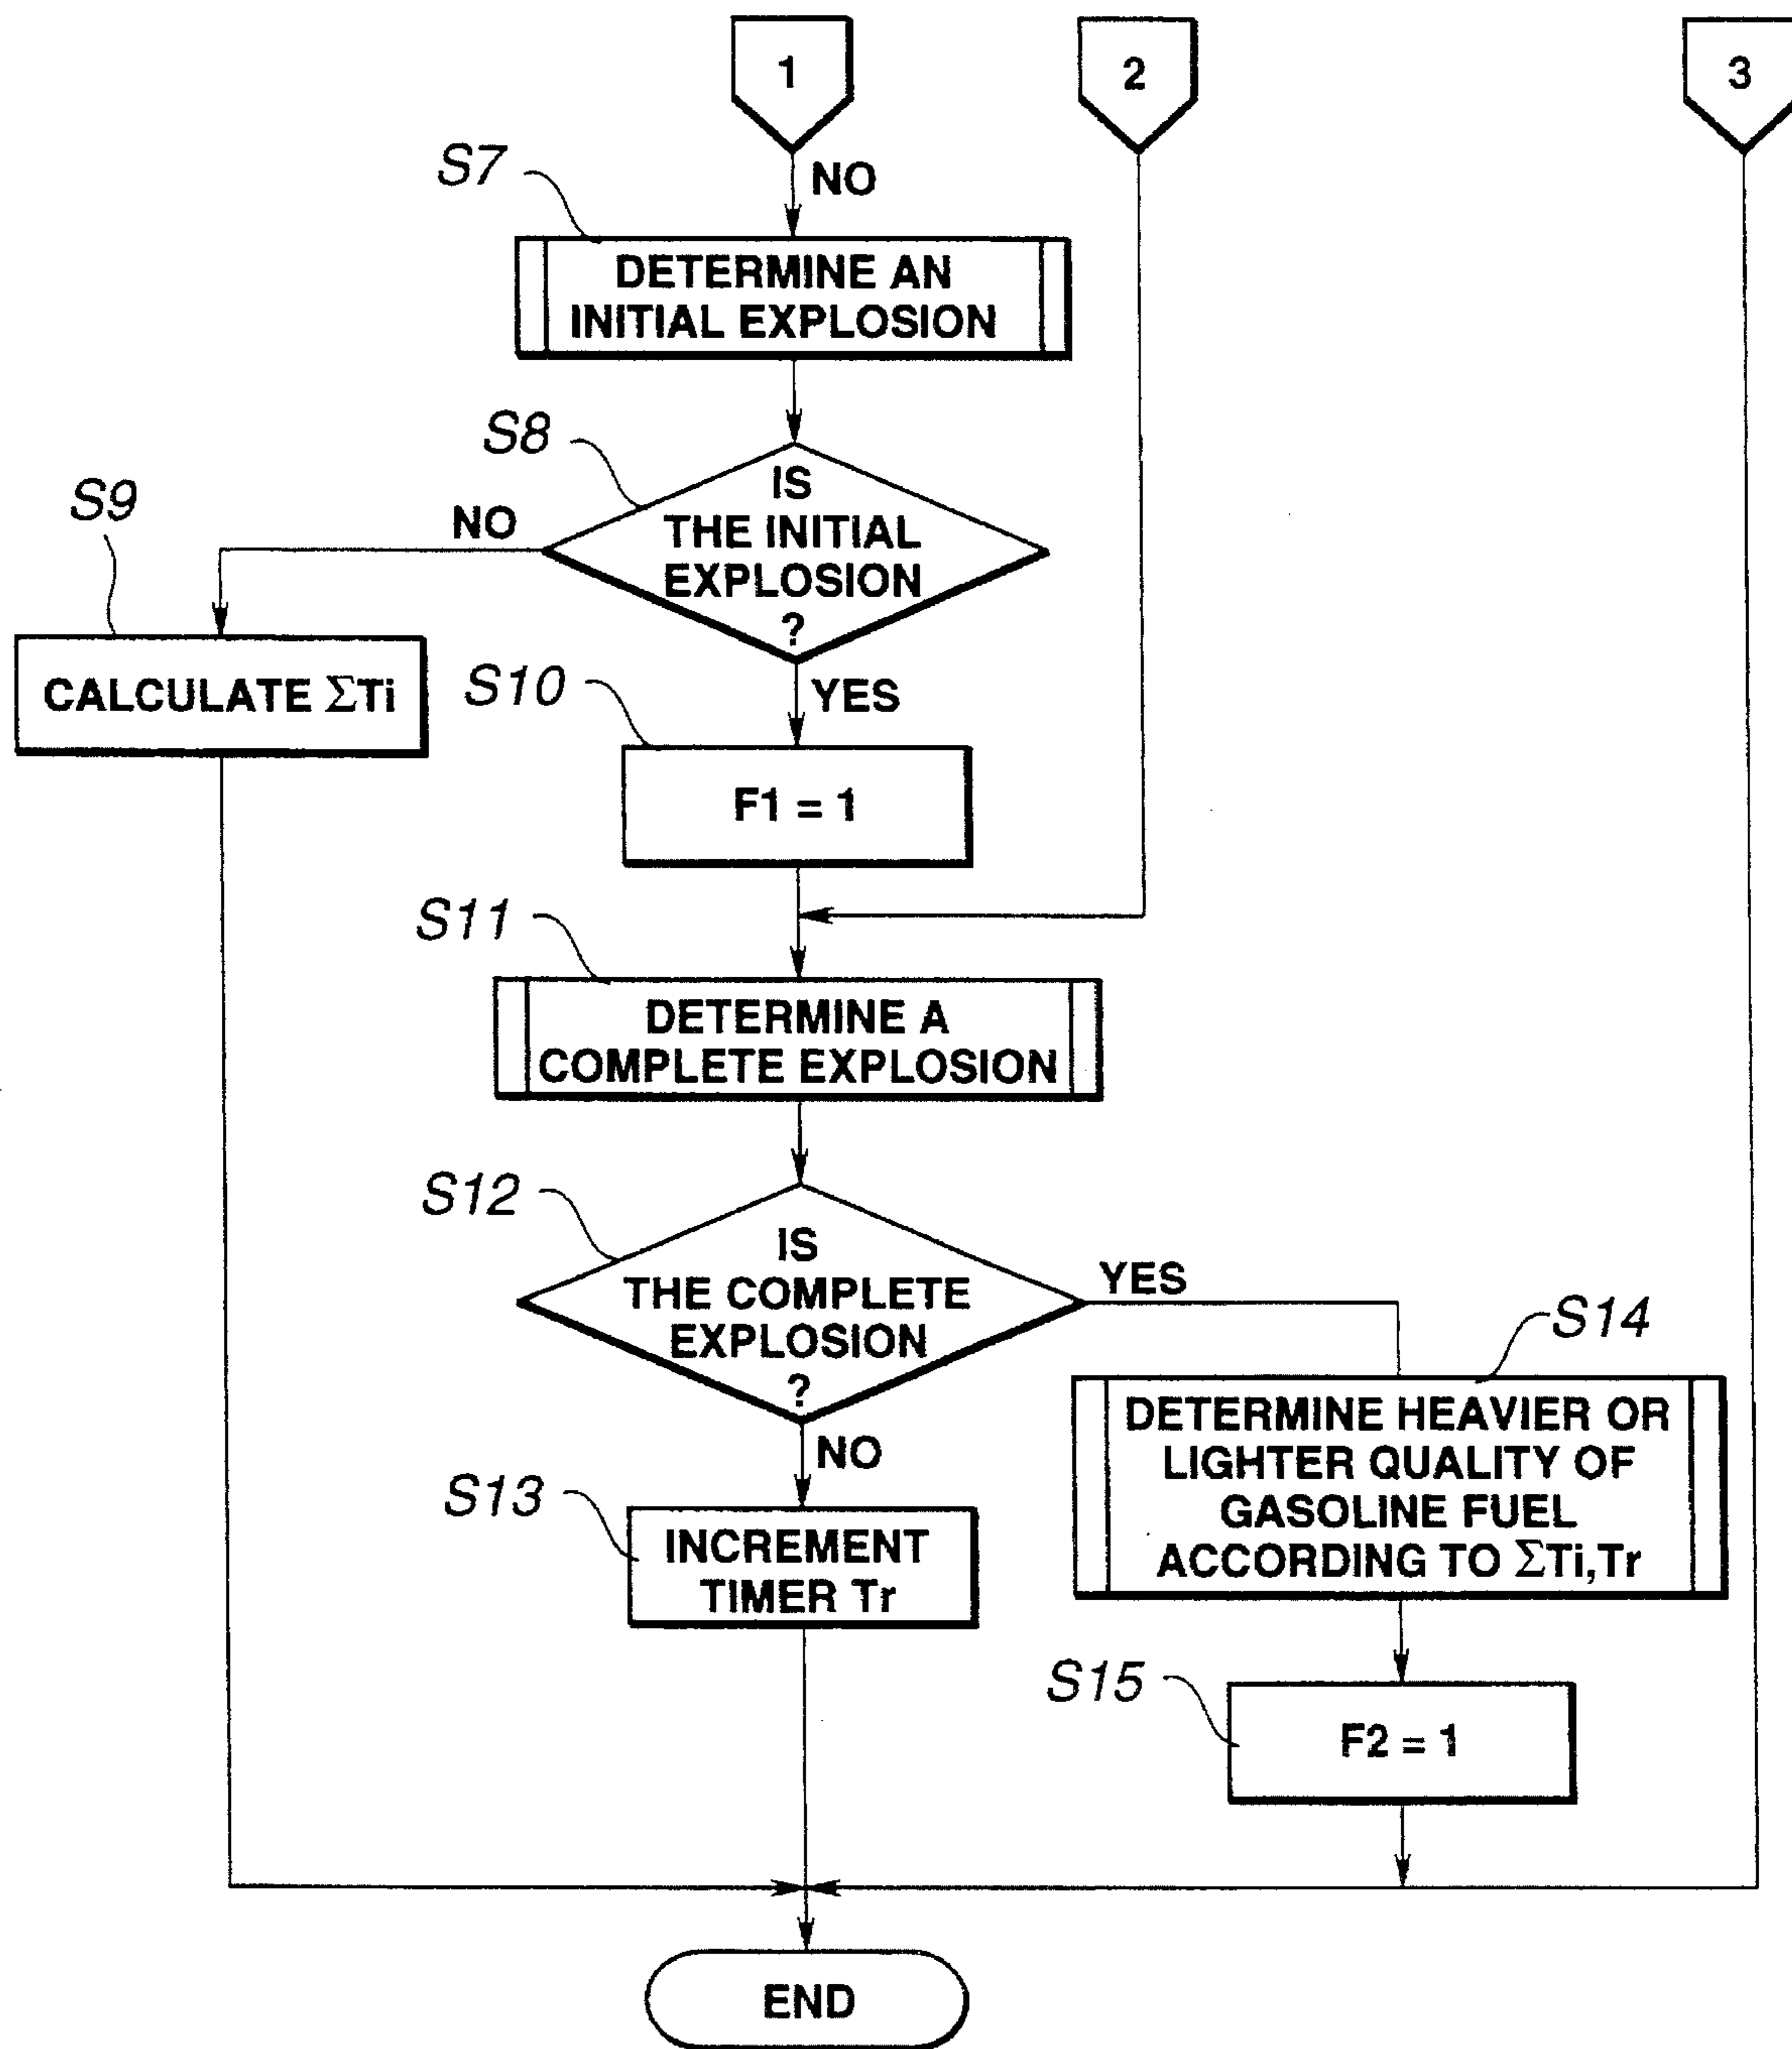 1
2
3
NO
S7
DETERMINE AN
INITIAL EXPLOSION
S8
IS
THE INITIAL
EXPLOSION
?
NO
S9
CALCULATE ΣTi
YES
S10
F1 = 1
S11
DETERMINE A
COMPLETE EXPLOSION
S12
IS
THE COMPLETE
EXPLOSION
?
YES
NO
S13
INCREMENT
TIMER Tr
S14
DETERMINE HEAVIER OR
LIGHTER QUALITY OF
GASOLINE FUEL
ACCORDING TO ΣTi,Tr
S15
F2 = 1
END